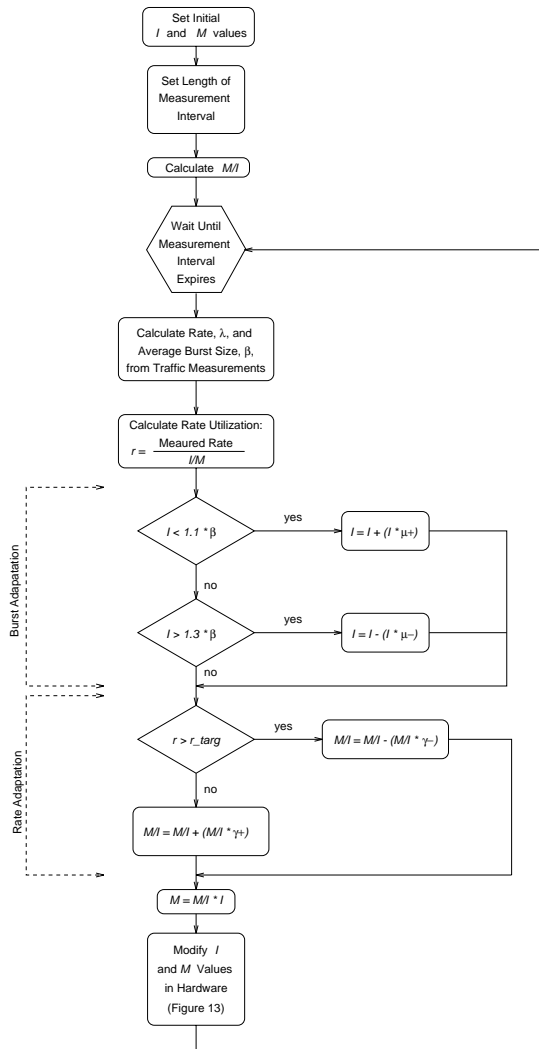 Set Initial
I and M values
Set Length of
Measurement
Interval
Calculate M/I
Wait Until
Measurement
Interval
Expires
Calculate Rate, λ, and
Average Burst Size, β,
from Traffic Measurements
Calculate Rate Utilization:
r = Meaured Rate
I/M
Burst Adapatation
I < 1.1 * β
yes
I = I + (I * μ+)
no
I > 1.3 * β
yes
I = I - (I * μ−)
no
Rate Adaptation
r > r_targ
yes
M/I = M/I - (M/I * γ−)
no
M/I = M/I + (M/I * γ+)
M = M/I * I
Modify I
and M Values
in Hardware
(Figure 13)